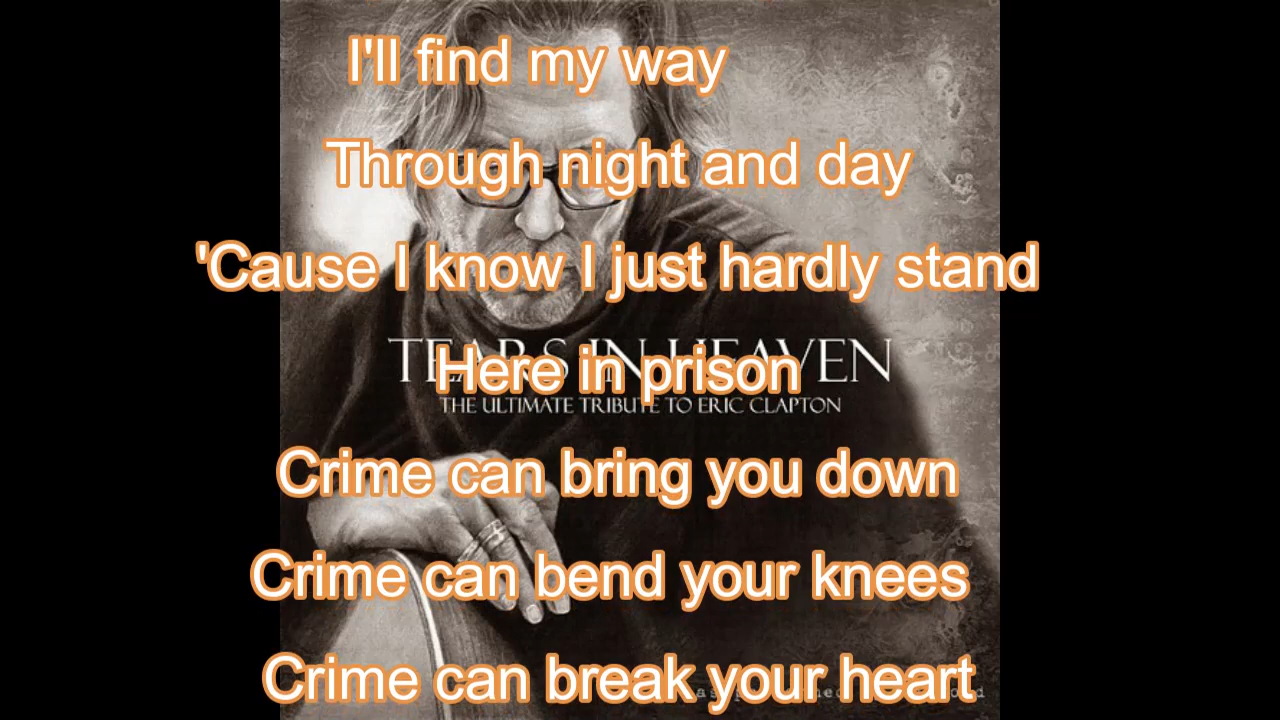 I'll find my way
Through night and day
'Cause I know I just hardly stand
TEARS IN HEAVEN
Here in prison
THE ULTIMATE TRIBUTE TO ERIC CLAPTON
Crime can bring you down
Crime can bend your knees
Crime can break your heart